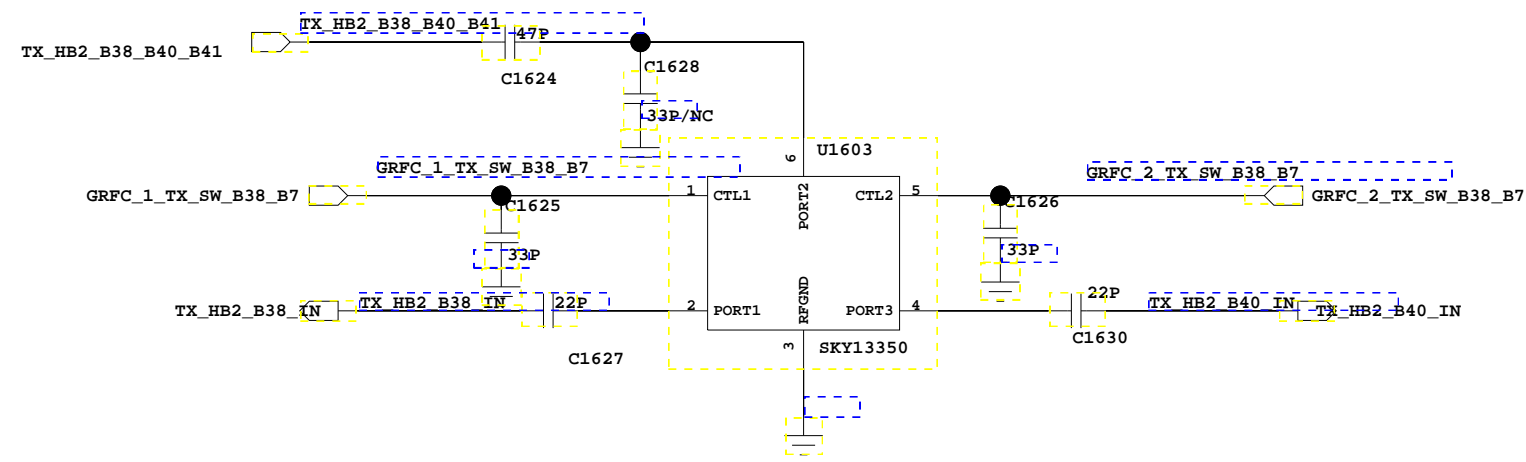 TX_HB2_B38_B40_B41
47P
TX_HB2_B38_B40_B41
C1624
C1628
33P/NC
U1603
6
GRFC_1_TX_SW_B38_B7
GRFC_2_TX_SW_B38_B7
GRFC_1_TX_SW_B38_B7
1
CTL1
PORT2
CTL2
5
GRFC_2_TX_SW_B38_B7
C1625
C1626
33P
33P
TX_HB2_B38_IN
TX_HB2_B38_IN
22P
2
PORT1
RFGND
PORT3
4
22P
TX_HB2_B40_IN
TX_HB2_B40_IN
C1627
3
SKY13350
C1630